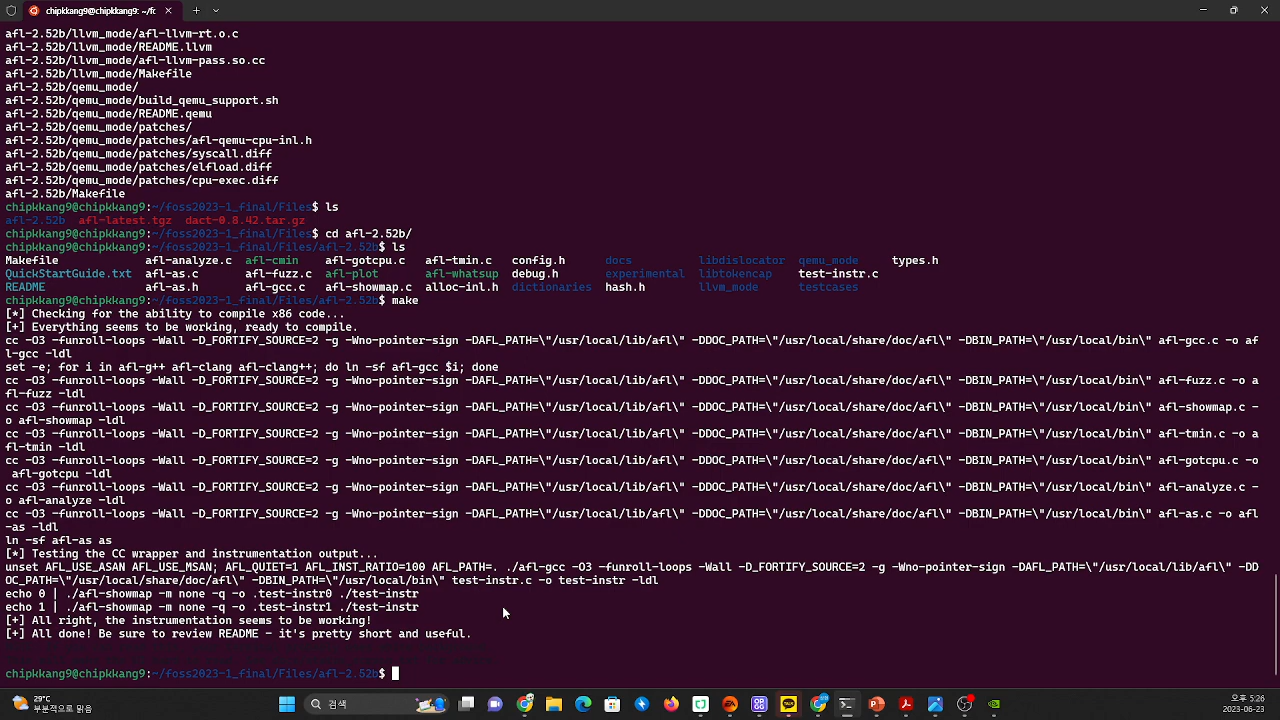 chipkkang9@chipkkang9: ~/fc
afl-2.52b/llvm_mode/afl-llvm-rt.o.c
afl-2.52b/llvm_mode/README.llvm
afl-2.52b/llvm_mode/afl-llvm-pass.so.cc
afl-2.52b/llvm_mode/Makefile
afl-2.52b/qemu_mode/
afl-2.52b/qemu_mode/build_qemu_support.sh
afl-2.52b/qemu_mode/README.qemu
afl-2.52b/qemu_mode/patches/
afl-2.52b/qemu_mode/patches/afl-qemu-cpu-inl.h
afl-2.52b/qemu_mode/patches/syscall.diff
afl-2.52b/qemu_mode/patches/elfload.diff
afl-2.52b/qemu_mode/patches/cpu-exec.diff
afl-2.52b/Makefile
chipkkang9@chipkkang9:~/foss2023-1_final/Files$ ls
afl-2.52b afl-latest.tgz dact-0.8.42.tar.gz
chipkkang9@chipkkang9:~/foss2023-1_final/Files$ cd afl-2.52b/
chipkkang9@chipkkang9:~/foss2023-1_final/Files/afl-2.52b$ ls
Makefile afl-analyze.c afl-cmin afl-gotcpu.c afl-tmin.c config.h docs libdislocator qemu_mode types.h
QuickStartGuide.txt afl-as.c afl-fuzz.c afl-plot afl-whatsup debug.h experimental libtokencap test-instr.c
README afl-as.h afl-gcc.c afl-showmap.c alloc-inl.h dictionaries hash.h llvm_mode testcases
chipkkang9@chipkkang9:~/foss2023-1_final/Files/afl-2.52b$ make
[*] Checking for the ability to compile x86 code...
[+] Everything seems to be working, ready to compile.
cc -O3 -funroll-loops -Wall -D_FORTIFY_SOURCE=2 -g -Wno-pointer-sign -DAFL_PATH=\"/usr/local/lib/afl\" -DDOC_PATH=\"/usr/local/share/doc/afl\" -DBIN_PATH=\"/usr/local/bin\" afl-gcc.c -o af
l-gcc -ldl
set -e; for i in afl-g++ afl-clang afl-clang++; do ln -sf afl-gcc $i; done
cc -O3 -funroll-loops -Wall -D_FORTIFY_SOURCE=2 -g -Wno-pointer-sign -DAFL_PATH=\"/usr/local/lib/afl\" -DDOC_PATH=\"/usr/local/share/doc/afl\" -DBIN_PATH=\"/usr/local/bin\" afl-fuzz.c -o a
fl-fuzz -ldl
cc -O3 -funroll-loops -Wall -D_FORTIFY_SOURCE=2 -g -Wno-pointer-sign -DAFL_PATH=\"/usr/local/lib/afl\" -DDOC_PATH=\"/usr/local/share/doc/afl\" -DBIN_PATH=\"/usr/local/bin\" afl-showmap.c -
o afl-showmap -ldl
cc -O3 -funroll-loops -Wall -D_FORTIFY_SOURCE=2 -g -Wno-pointer-sign -DAFL_PATH=\"/usr/local/lib/afl\" -DDOC_PATH=\"/usr/local/share/doc/afl\" -DBIN_PATH=\"/usr/local/bin\" afl-tmin.c -o a
fl-tmin -ldl
cc -O3 -funroll-loops -Wall -D_FORTIFY_SOURCE=2 -g -Wno-pointer-sign -DAFL_PATH=\"/usr/local/lib/afl\" -DDOC_PATH=\"/usr/local/share/doc/afl\" -DBIN_PATH=\"/usr/local/bin\" afl-gotcpu.c -o
afl-gotcpu -ldl
cc -O3 -funroll-loops -Wall -D_FORTIFY_SOURCE=2 -g -Wno-pointer-sign -DAFL_PATH=\"/usr/local/lib/afl\" -DDOC_PATH=\"/usr/local/share/doc/afl\" -DBIN_PATH=\"/usr/local/bin\" afl-analyze.c -
o afl-analyze -ldl
cc -O3 -funroll-loops -Wall -D_FORTIFY_SOURCE=2 -g -Wno-pointer-sign -DAFL_PATH=\"/usr/local/lib/afl\" -DDOC_PATH=\"/usr/local/share/doc/afl\" -DBIN_PATH=\"/usr/local/bin\" afl-as.c -o afl
-as -ldl
ln -sf afl-as as
[*] Testing the CC wrapper and instrumentation output...
unset AFL_USE_ASAN AFL_USE_MSAN; AFL_QUIET=1 AFL_INST_RATIO=100 AFL_PATH=. ./afl-gcc -O3 -funroll-loops -Wall -D_FORTIFY_SOURCE=2 -g -Wno-pointer-sign -DAFL_PATH=\"/usr/local/lib/afl\" -DD
OC_PATH=\"/usr/local/share/doc/afl\" -DBIN_PATH=\"/usr/local/bin\" test-instr.c -o test-instr -ldl
echo 0 | ./afl-showmap -m none -q -o .test-instr0 ./test-instr
echo 1 | ./afl-showmap -m none -q -o .test-instr1 ./test-instr
[+] All right, the instrumentation seems to be working!
[+] All done! Be sure to review README - it's pretty short and useful.
chipkkang9@chipkkang9:~/foss2023-1_final/Files/afl-2.52b$
29°C
부분적으로 맑음
검색
TALK
오후 5:26
2023-06-23